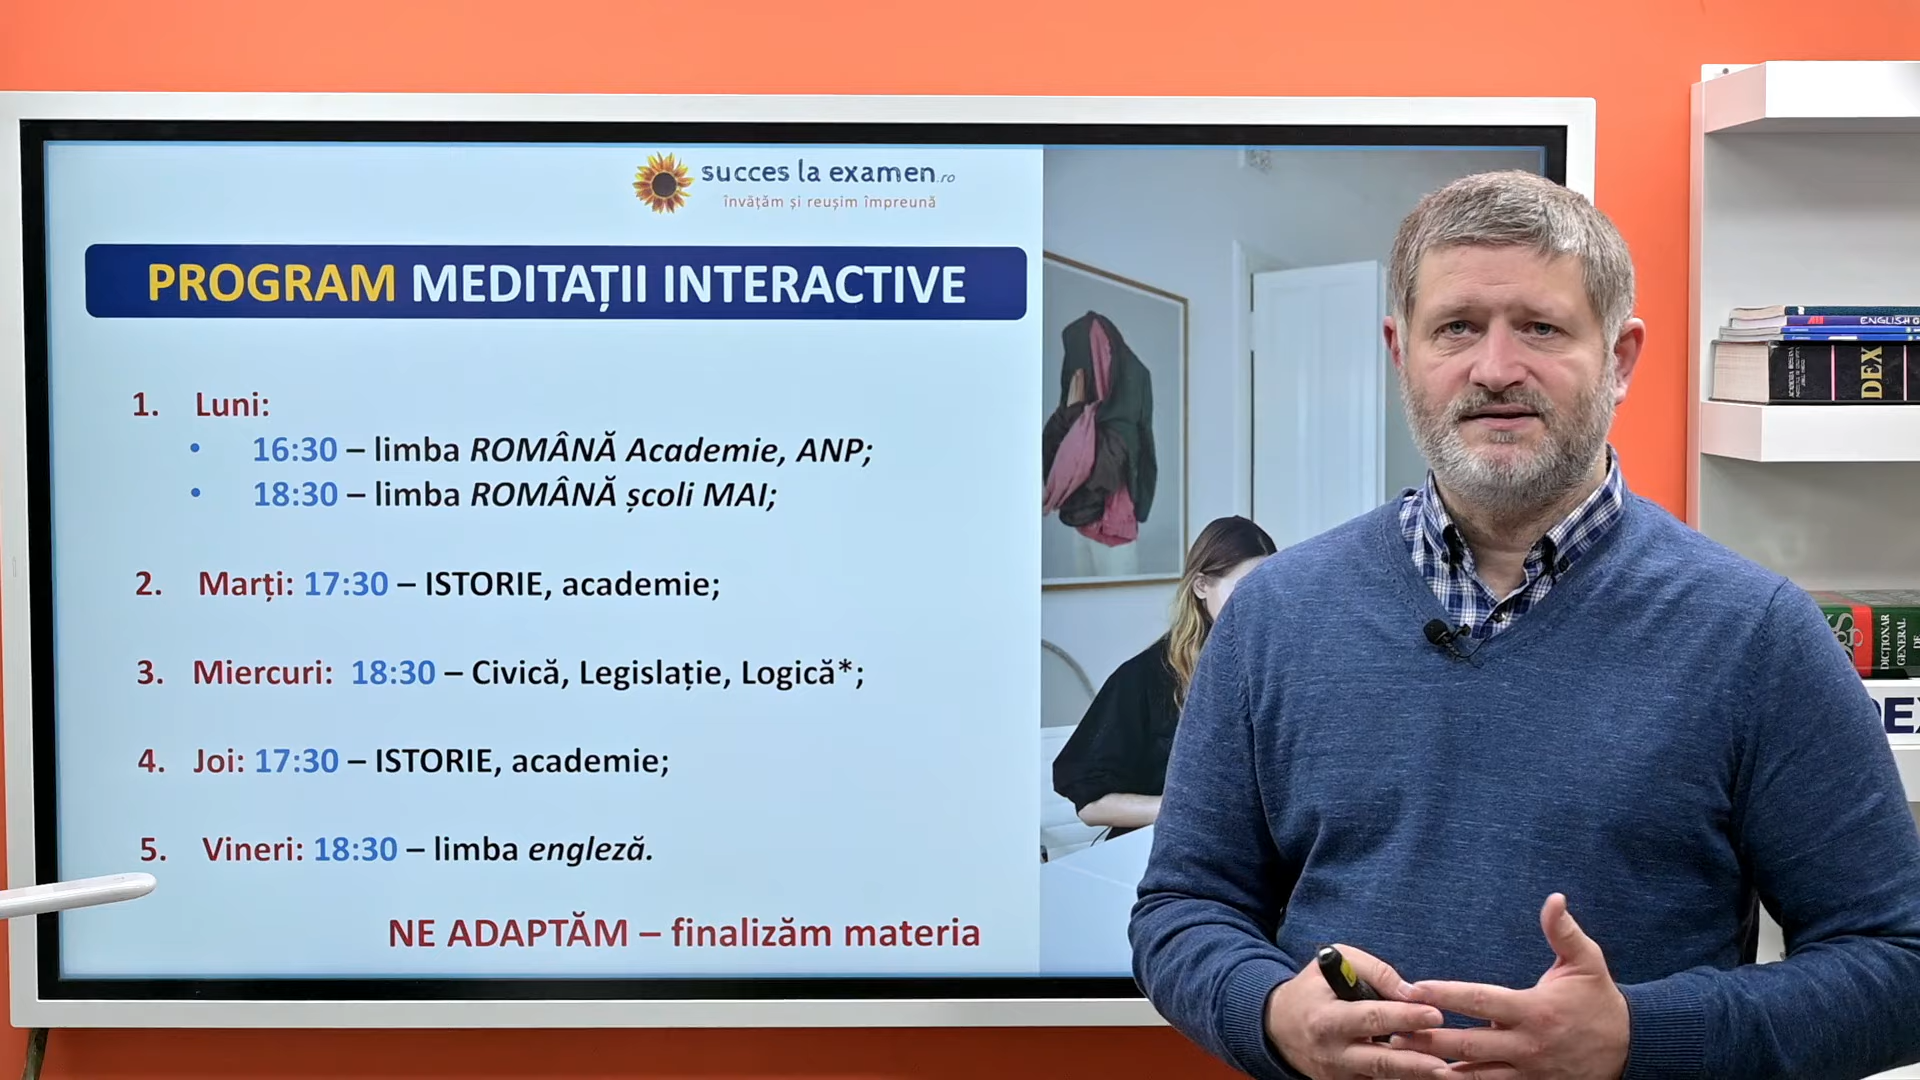 succes la examen.ro
învățăm și reușim împreună
PROGRAM MEDITAȚII INTERACTIVE
1. Luni:
• 16:30 – limba ROMÂNĂ Academie, ANP;
• 18:30 – limba ROMÂNĂ școli MAI;
2. Marți: 17:30 – ISTORIE, academie;
3. Miercuri: 18:30 – Civică, Legislație, Logică*;
4. Joi: 17:30 – ISTORIE, academie;
5. Vineri: 18:30 – limba engleză.
NE ADAPTĂM – finalizăm materia
ENGLISH G
DEX
DICȚIONAR
GENERAL
DE
DEX